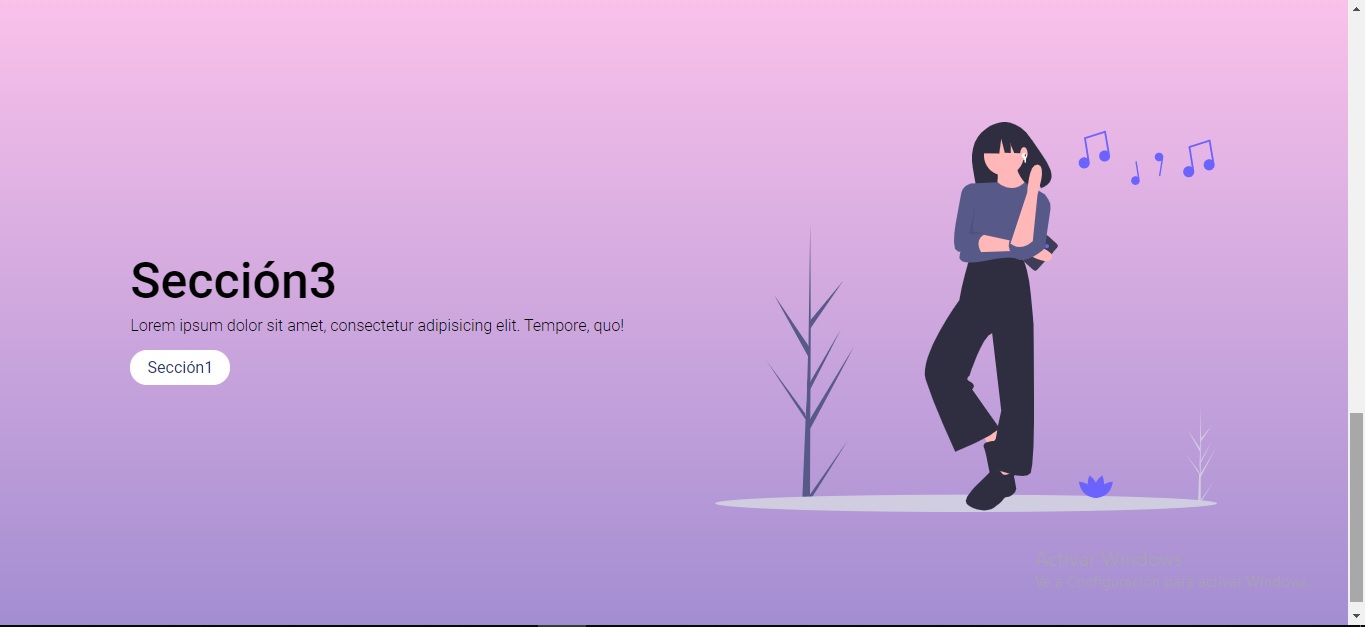 Sección3
Lorem ipsum dolor sit amet, consectetur adipisicing elit. Tempore, quo!
Sección1
Activar Windows
Ve a Configuración para activar Windows.